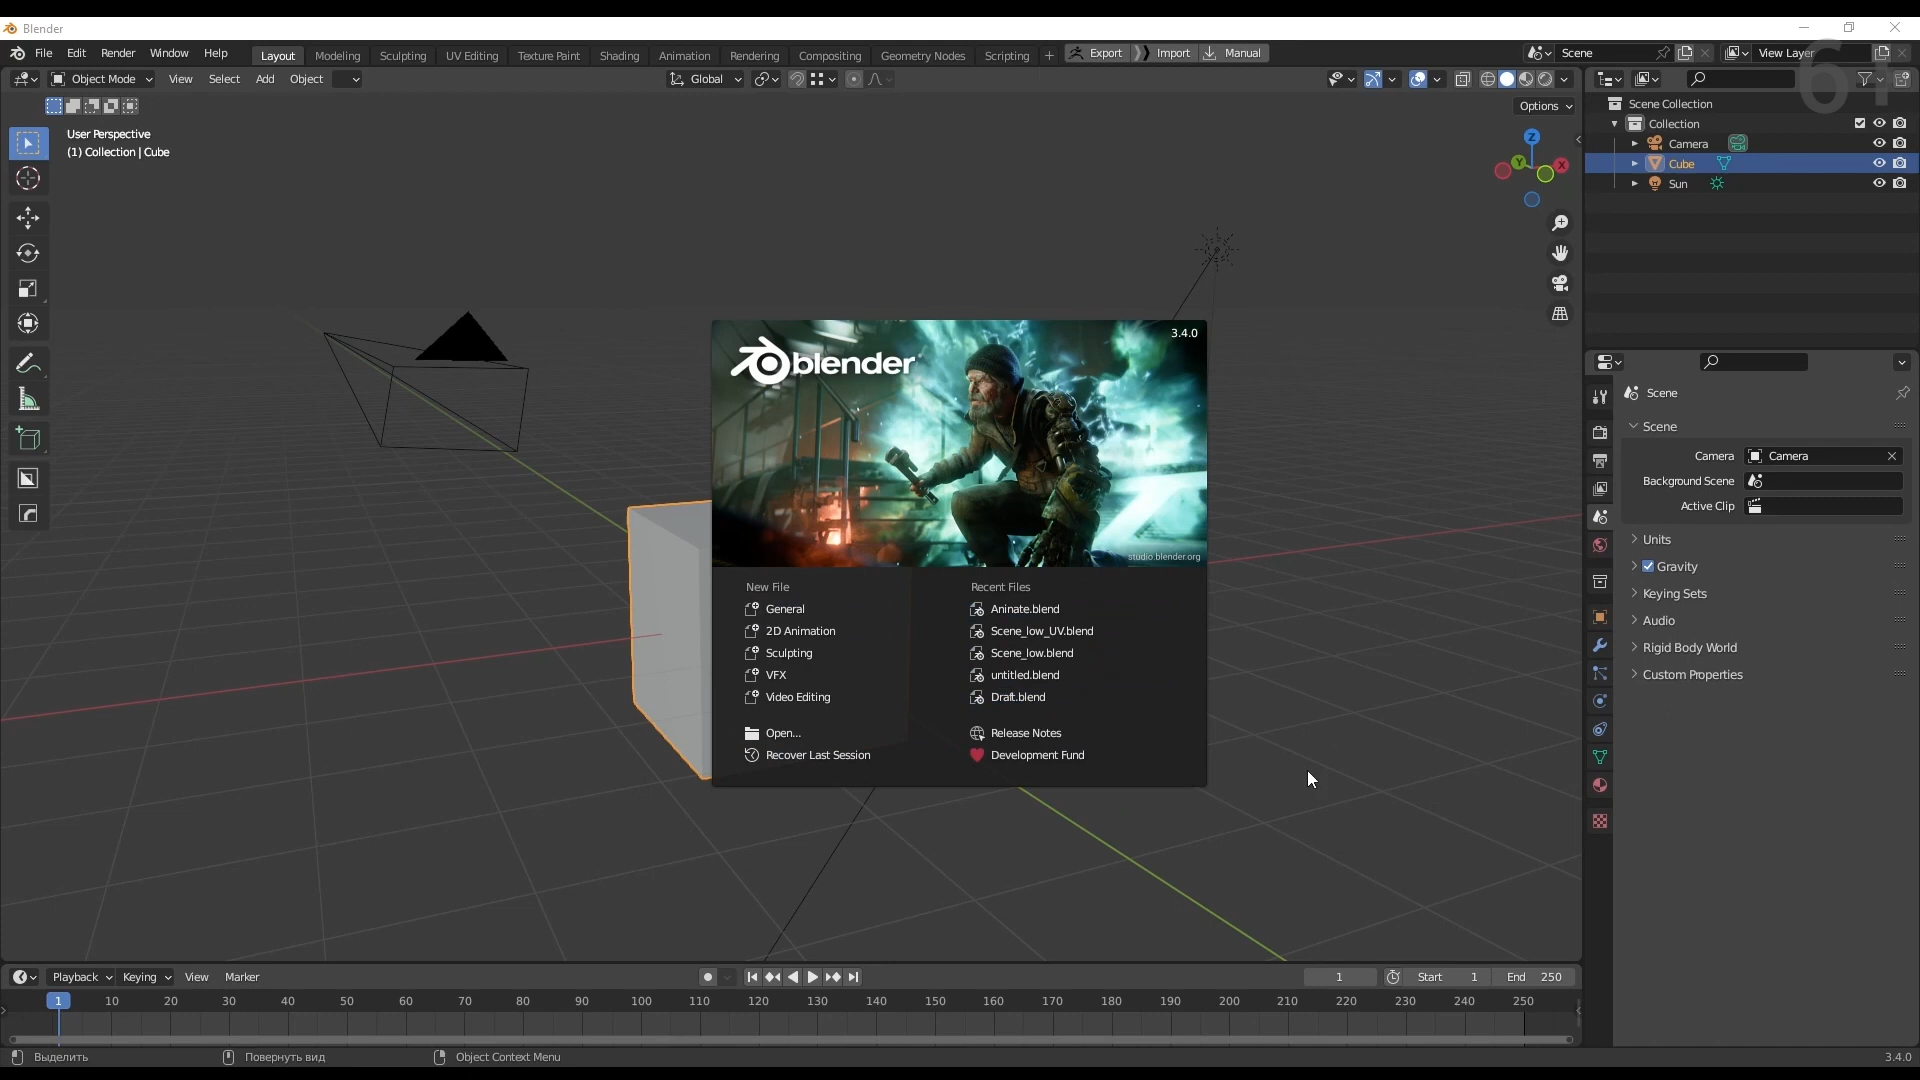 Blender
File Edit Render Window Help Layout Modeling Sculpting UV Editing Texture Paint Shading Animation Rendering Compositing Geometry Nodes Scripting + Export Import Manual Scene View Layer
61
Object Mode View Select Add Object Global
Options
User Perspective
(1) Collection | Cube
Z
Y
X
Scene Collection
Collection
Camera
Cube
Sun
3.4.0
blender
studio.blender.org
New File
General
2D Animation
Sculpting
VFX
Video Editing
Open...
Recover Last Session
Recent Files
Aninate.blend
Scene_low_UV.blend
Scene_low.blend
untitled.blend
Draft.blend
Release Notes
Development Fund
Scene
Scene
Camera Camera
Background Scene
Active Clip
Units
Gravity
Keying Sets
Audio
Rigid Body World
Custom Properties
Playback Keying View Marker 1 Start 1 End 250
1 10 20 30 40 50 60 70 80 90 100 110 120 130 140 150 160 170 180 190 200 210 220 230 240 250
Выделить Повернуть вид Object Context Menu 3.4.0